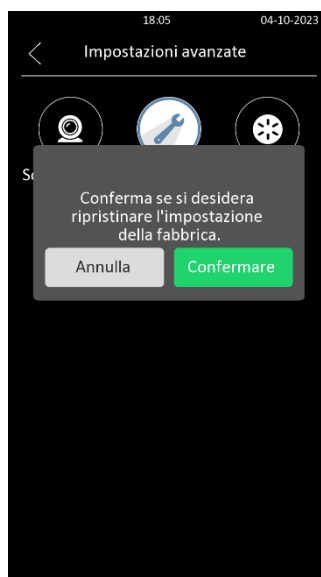 18:05 04-10-2023
Impostazioni avanzate
Conferma se si desidera
ripristinare l'impostazione
della fabbrica.
Annulla Confermare